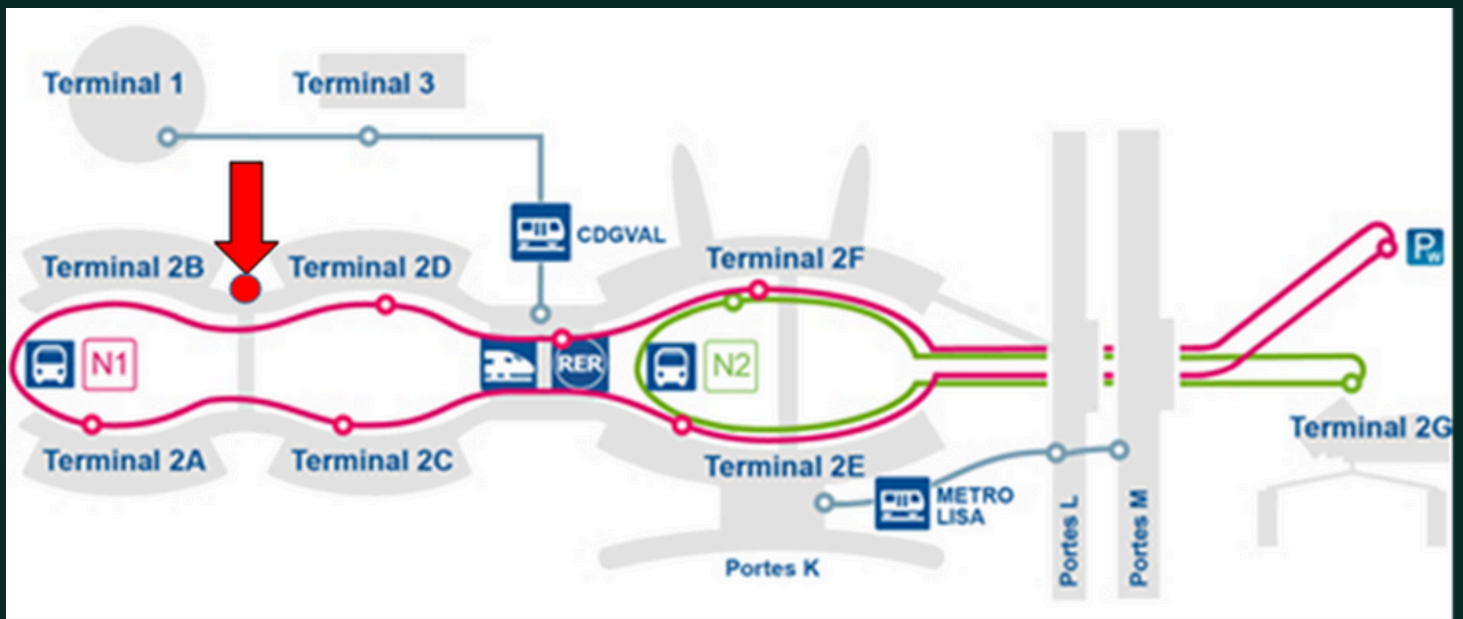 Terminal 1
Terminal 3
CDGVAL
Terminal 2B
Terminal 2D
Terminal 2F
PW
N1
RER
N2
Terminal 2A
Terminal 2C
Terminal 2E
Terminal 2G
METRO
LISA
Portes K
Portes L
Portes M